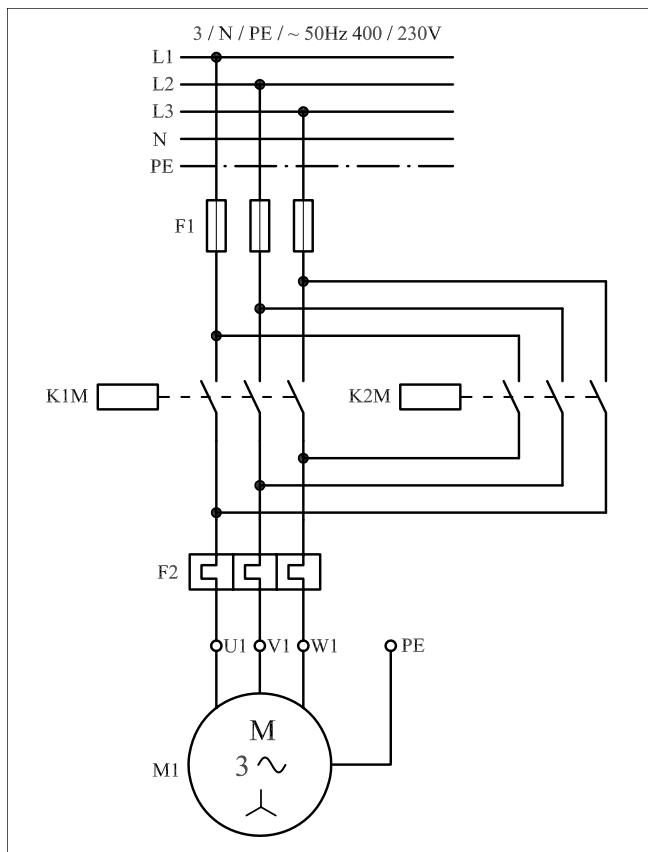 3 / N / PE / ~ 50Hz 400 / 230V
L1
L2
L3
N
PE
F1
K1M
K2M
F2
U1
V1
W1
PE
M
3
M1